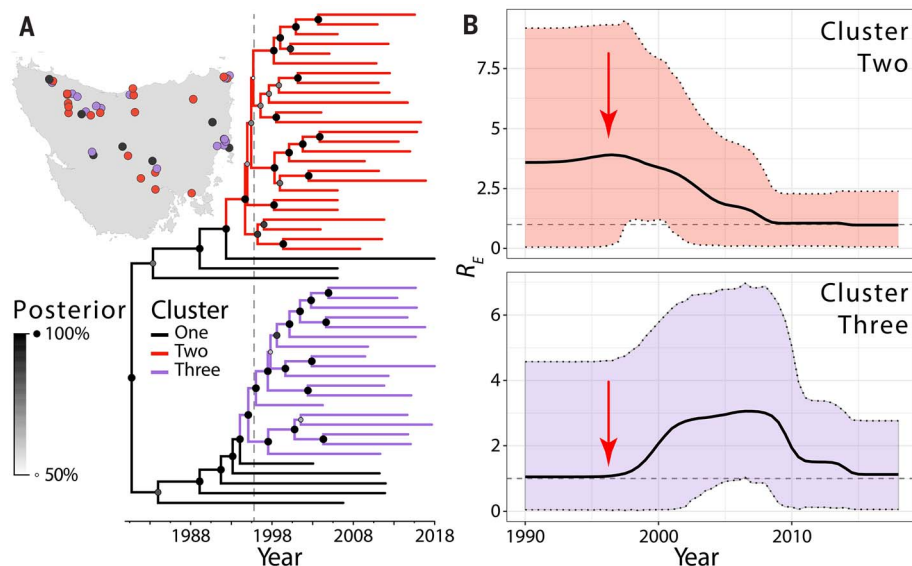 A
Posterior
100%
50%
Cluster
One
Two
Three
1988
1998
2008
2018
Year
B
Cluster
Two
7.5
5
2.5
0
R_E
Cluster
Three
6
4
2
0
1990
2000
2010
Year